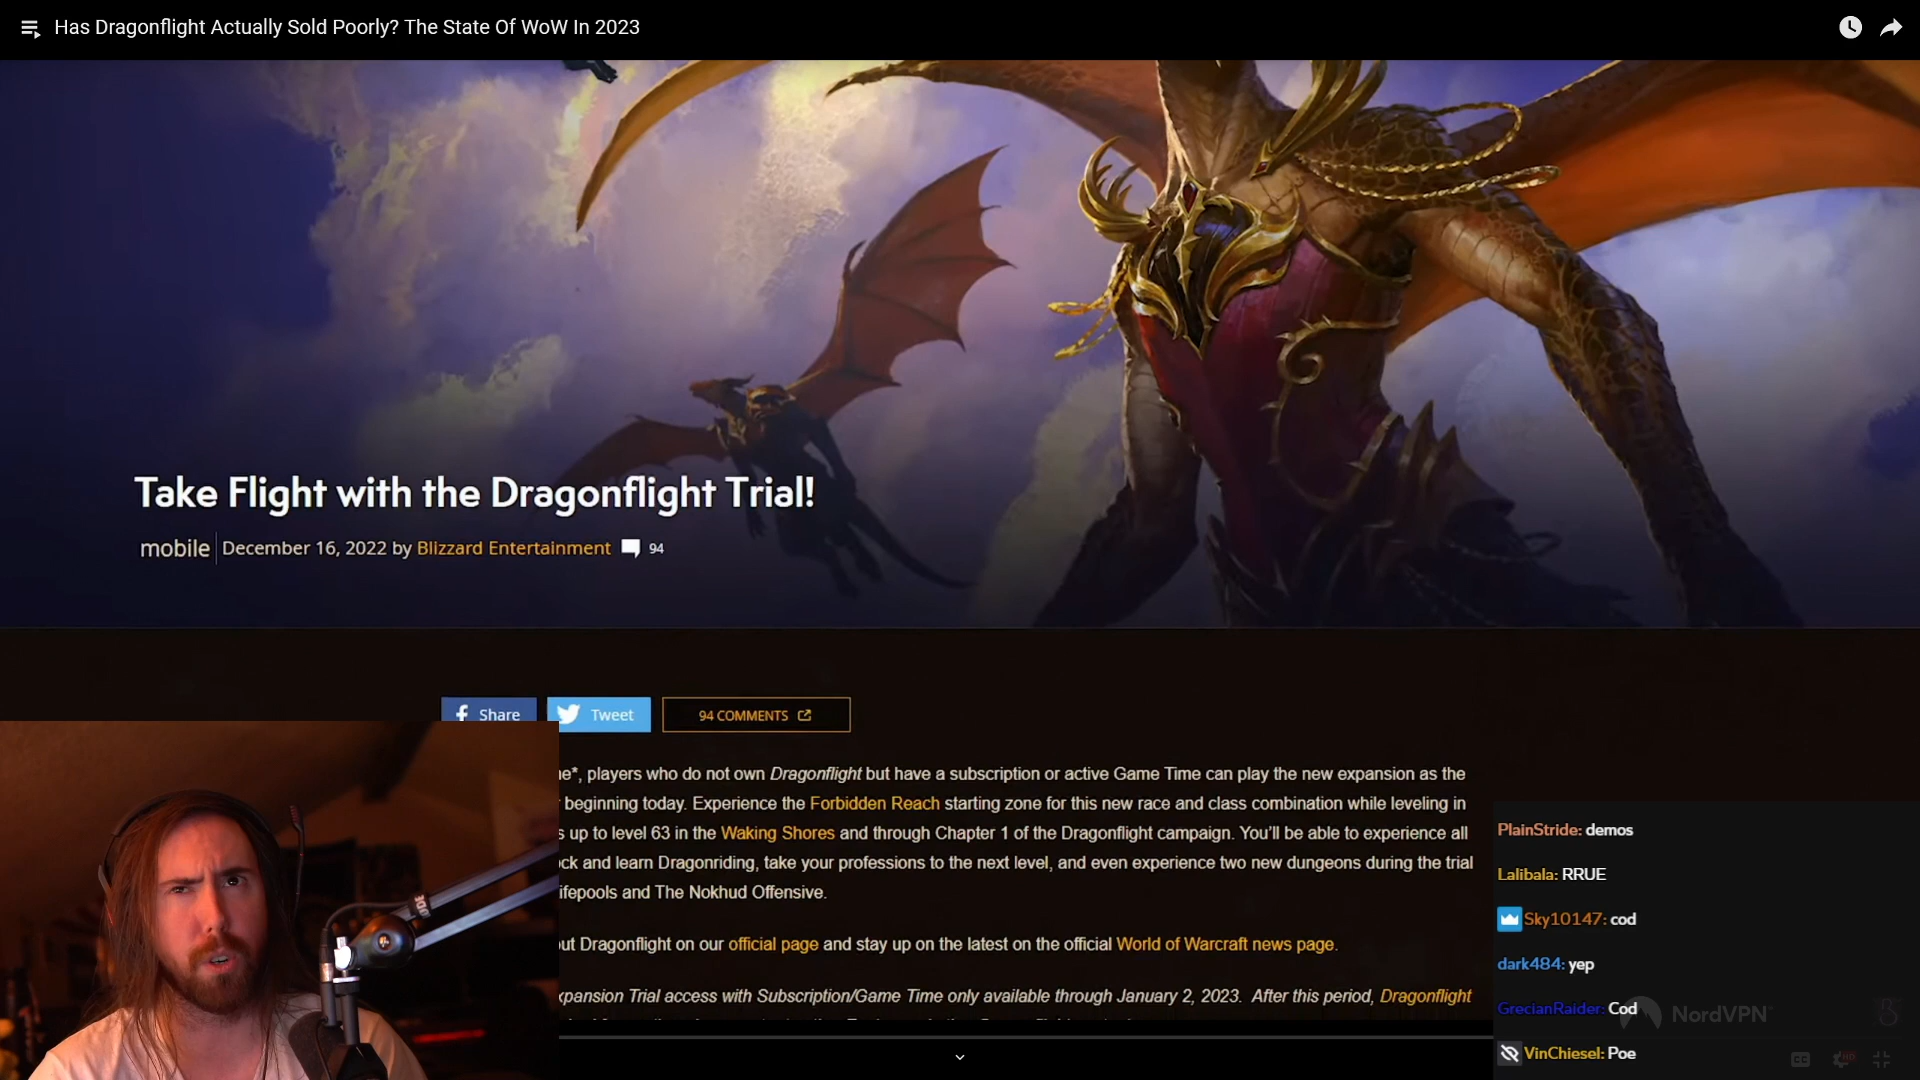 Has Dragonflight Actually Sold Poorly? The State Of WoW In 2023
Take Flight with the Dragonflight Trial!
mobile December 16, 2022 by Blizzard Entertainment 94
Share Tweet 94 COMMENTS
players who do not own Dragonflight but have a subscription or active Game Time can play the new expansion as the
beginning today. Experience the Forbidden Reach starting zone for this new race and class combination while leveling in
up to level 63 in the Waking Shores and through Chapter 1 of the Dragonflight campaign. You'll be able to experience all
and learn Dragonriding, take your professions to the next level, and even experience two new dungeons during the trial
and The Nokhud Offensive.
Dragonflight on our official page and stay up on the latest on the official World of Warcraft news page.
Trial access with Subscription/Game Time only available through January 2, 2023. After this period, Dragonflight
PlainStride: demos
Lalibala: RRUE
Sky10147: cod
dark484: yep
GrecianRaider: Cod
NordVPN
VinChiesel: Poe
CC
HD